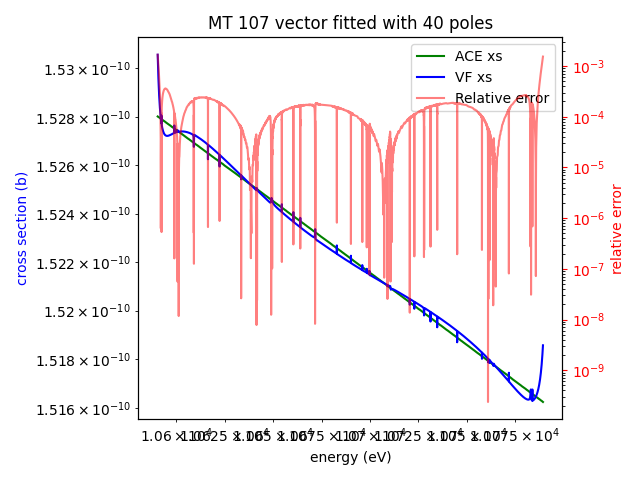 MT 107 vector fitted with 40 poles
ACE xs
VF xs
Relative error
cross section (b)
1.53 × 10⁻¹⁰
1.528 × 10⁻¹⁰
1.526 × 10⁻¹⁰
1.524 × 10⁻¹⁰
1.522 × 10⁻¹⁰
1.52 × 10⁻¹⁰
1.518 × 10⁻¹⁰
1.516 × 10⁻¹⁰
10⁻³
10⁻⁴
10⁻⁵
10⁻⁶
10⁻⁷
10⁻⁸
10⁻⁹
relative error
energy (eV)